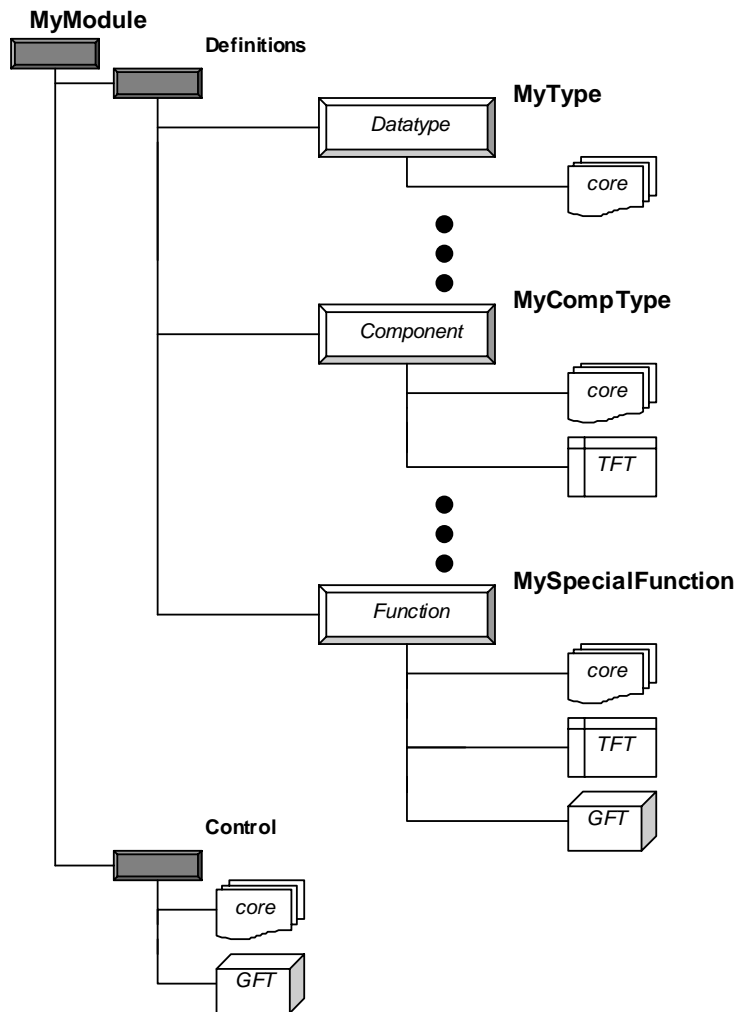 MyModule
Definitions
MyType
Datatype
core
MyCompType
Component
core
TFT
MySpecialFunction
Function
core
TFT
GFT
Control
core
GFT